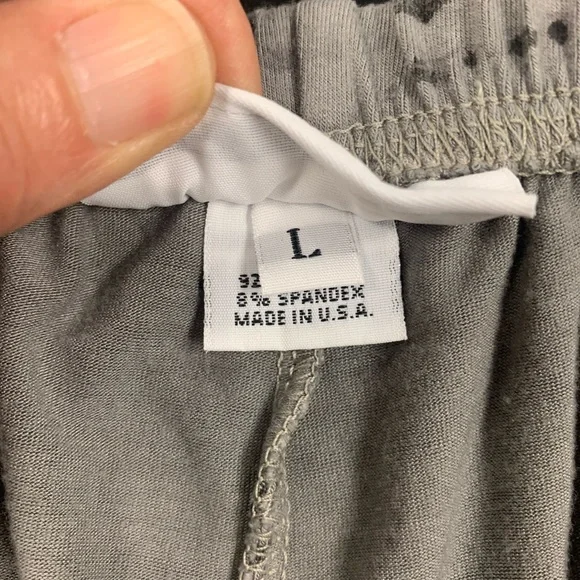 L
92
8% SPANDEX
MADE IN U.S.A.